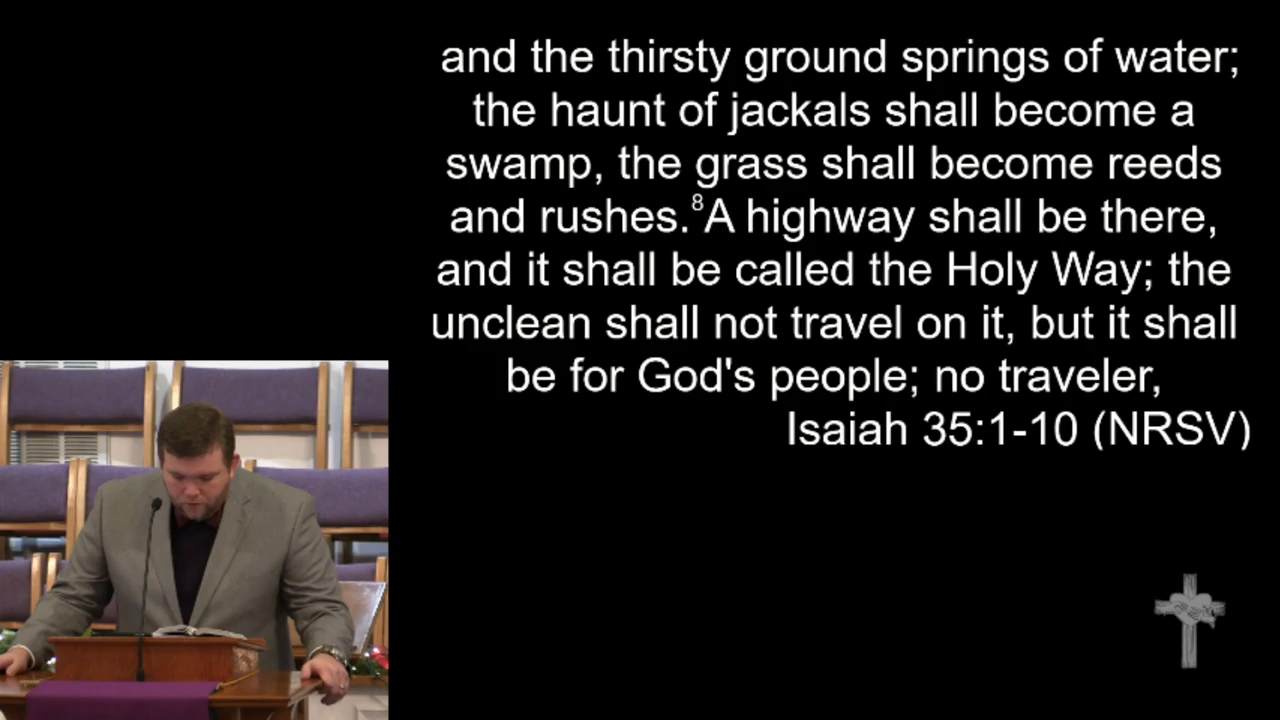 and the thirsty ground springs of water;
the haunt of jackals shall become a
swamp, the grass shall become reeds
and rushes.⁸A highway shall be there,
and it shall be called the Holy Way; the
unclean shall not travel on it, but it shall
be for God's people; no traveler,
Isaiah 35:1-10 (NRSV)